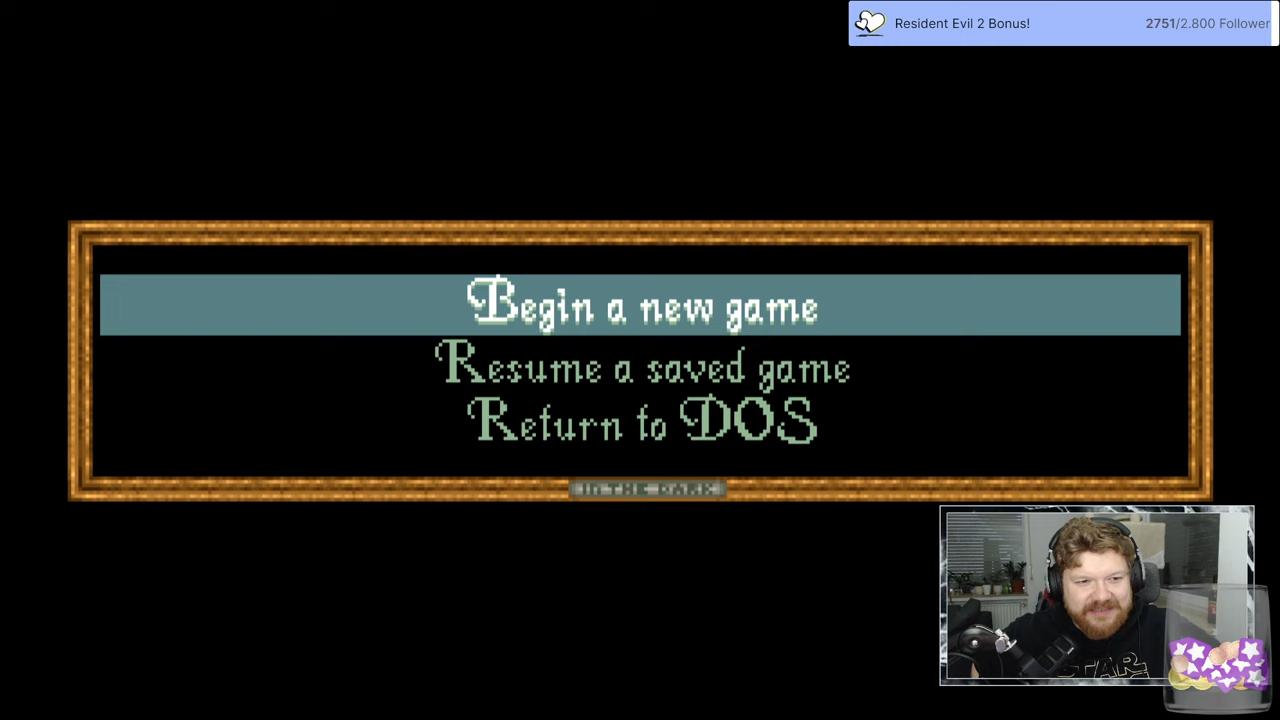 Resident Evil 2 Bonus! 2751/2.800 Follower
Begin a new game
Resume a saved game
Return to DOS
IN THE DARK
STAR